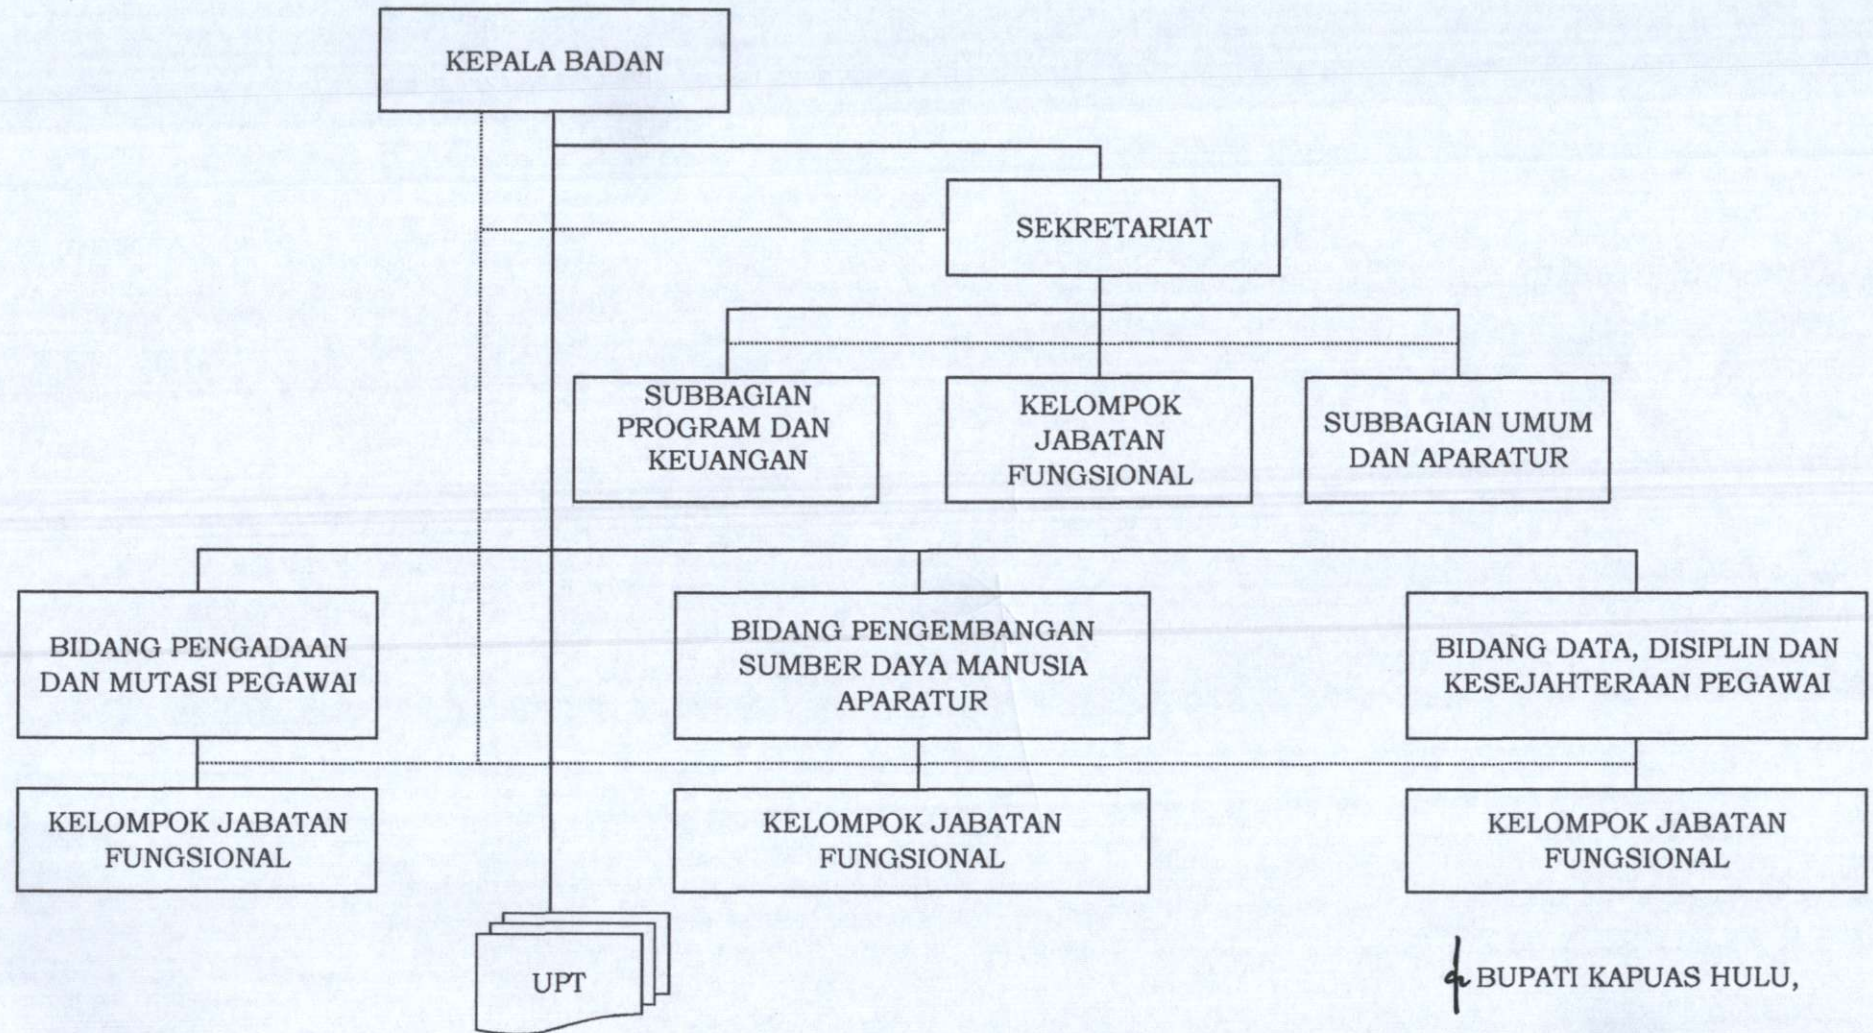 KEPALA BADAN
SEKRETARIAT
SUBBAGIAN
PROGRAM DAN
KEUANGAN
KELOMPOK
JABATAN
FUNGSIONAL
SUBBAGIAN UMUM
DAN APARATUR
BIDANG PENGADAAN
DAN MUTASI PEGAWAI
BIDANG PENGEMBANGAN
SUMBER DAYA MANUSIA
APARATUR
BIDANG DATA, DISIPLIN DAN
KESEJAHTERAAN PEGAWAI
KELOMPOK JABATAN
FUNGSIONAL
KELOMPOK JABATAN
FUNGSIONAL
KELOMPOK JABATAN
FUNGSIONAL
UPT
BUPATI KAPUAS HULU,